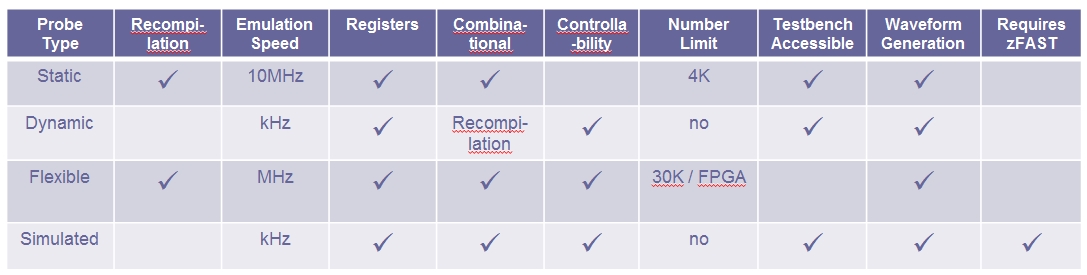 Probe Type Recompi-lation Emulation Speed Registers Combina-tional Controlla-bility Number Limit Testbench Accessible Waveform Generation Requires zFAST
Static ✓ 10MHz ✓ ✓ 4K ✓ ✓
Dynamic kHz ✓ Recompi-lation ✓ no ✓ ✓
Flexible ✓ MHz ✓ ✓ ✓ 30K / FPGA ✓
Simulated kHz ✓ ✓ ✓ no ✓ ✓ ✓